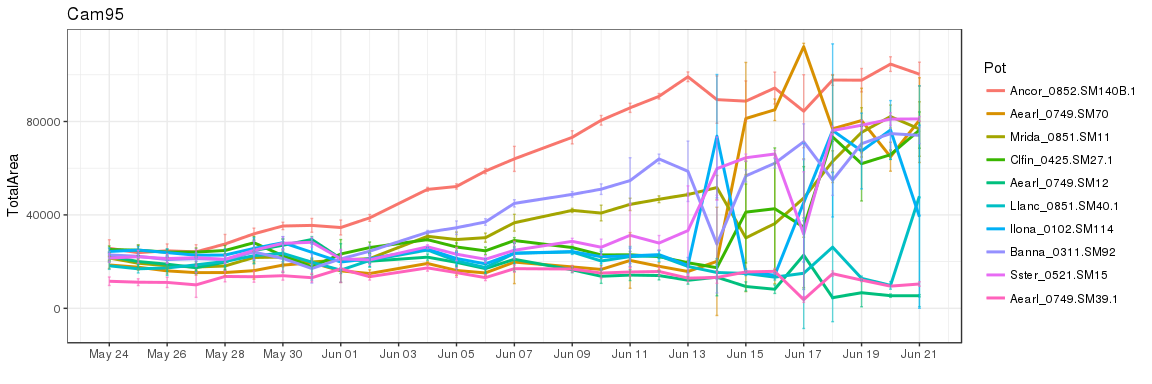 Cam95
TotalArea
80000
40000
0
May 24 May 26 May 28 May 30 Jun 01 Jun 03 Jun 05 Jun 07 Jun 09 Jun 11 Jun 13 Jun 15 Jun 17 Jun 19 Jun 21
Pot
Ancor_0852.SM140B.1
Aearl_0749.SM70
Mrida_0851.SM11
Clfin_0425.SM27.1
Aearl_0749.SM12
Llanc_0851.SM40.1
Ilona_0102.SM114
Banna_0311.SM92
Sster_0521.SM15
Aearl_0749.SM39.1